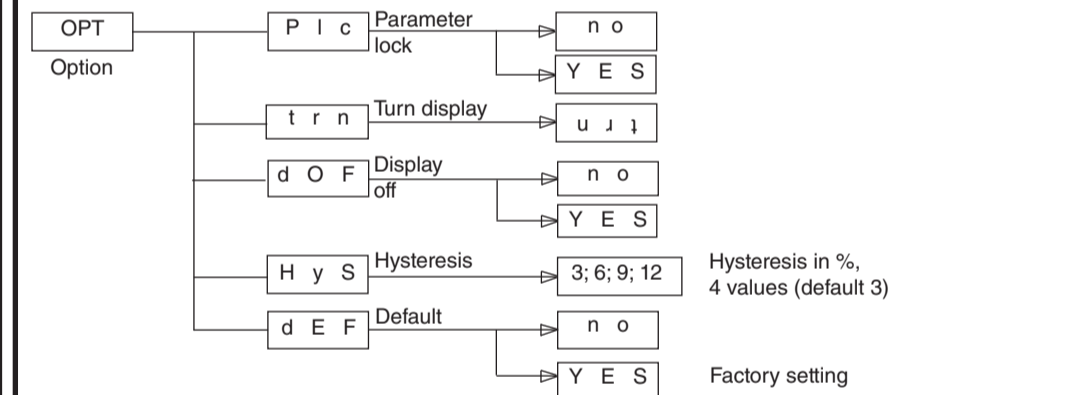 OPT
Option
P l c
Parameter
lock
n o
Y E S
t r n
Turn display
u ɹ ʇ
d O F
Display
off
n o
Y E S
H y S
Hysteresis
3; 6; 9; 12
Hysteresis in %,
4 values (default 3)
d E F
Default
n o
Y E S
Factory setting